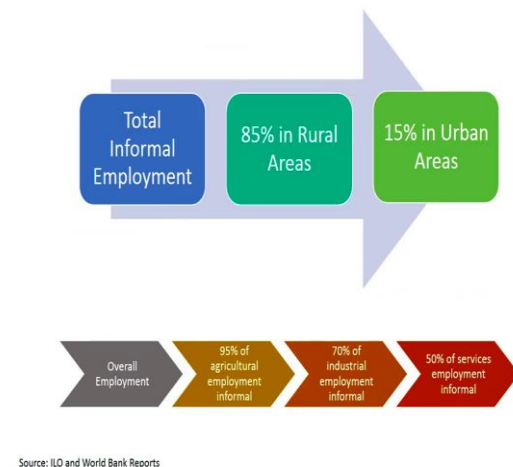 Total
Informal
Employment
85% in Rural
Areas
15% in Urban
Areas
Overall
Employment
95% of
agricultural
employment
informal
70% of
industrial
employment
informal
50% of services
employment
informal
Source: ILO and World Bank Reports